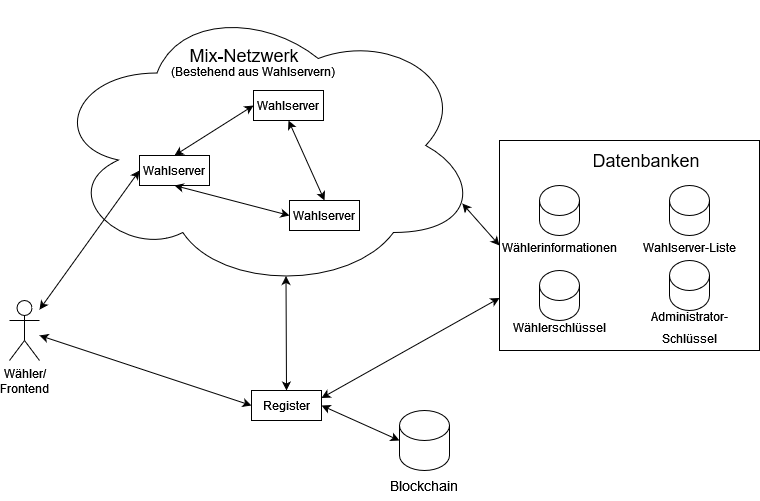 Mix-Netzwerk
(Bestehend aus Wahlservern)
Wahlserver
Wahlserver
Wahlserver
Datenbanken
Wählerinformationen
Wahlserver-Liste
Wählerschlüssel
Administrator-
Schlüssel
Wähler/
Frontend
Register
Blockchain